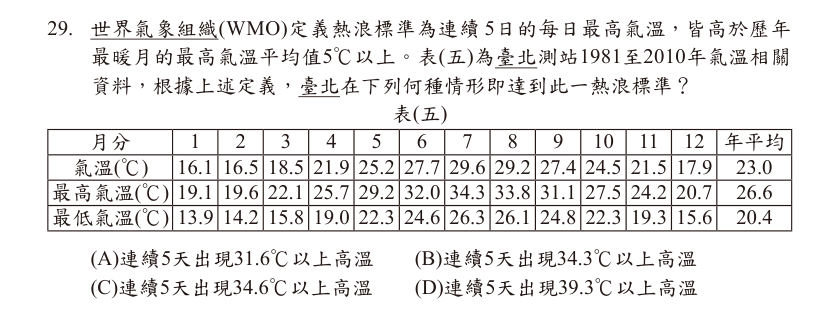 29. 世界氣象組織(WMO)定義熱浪標準為連續 5日的每日最高氣溫，皆高於歷年
最暖月的最高氣溫平均值5℃以上。表(五)為臺北測站1981至2010年氣溫相關
資料，根據上述定義，臺北在下列何種情形即達到此一熱浪標準？
表(五)
月分 1 2 3 4 5 6 7 8 9 10 11 12 年平均
氣溫(℃) 16.1 16.5 18.5 21.9 25.2 27.7 29.6 29.2 27.4 24.5 21.5 17.9 23.0
最高氣溫(℃) 19.1 19.6 22.1 25.7 29.2 32.0 34.3 33.8 31.1 27.5 24.2 20.7 26.6
最低氣溫(℃) 13.9 14.2 15.8 19.0 22.3 24.6 26.3 26.1 24.8 22.3 19.3 15.6 20.4
(A)連續5天出現31.6℃以上高溫 (B)連續5天出現34.3℃以上高溫
(C)連續5天出現34.6℃以上高溫 (D)連續5天出現39.3℃以上高溫